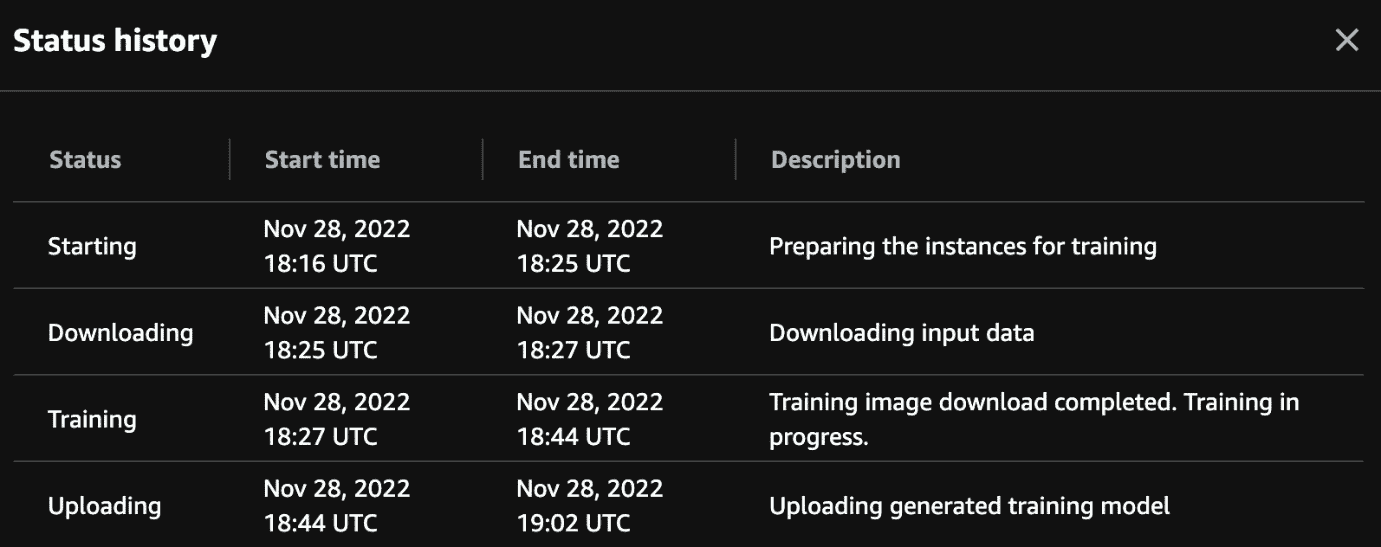 Status history
Status Start time End time Description
Starting
Nov 28, 2022
18:16 UTC
Nov 28, 2022
18:25 UTC
Preparing the instances for training
Downloading
Nov 28, 2022
18:25 UTC
Nov 28, 2022
18:27 UTC
Downloading input data
Training
Nov 28, 2022
18:27 UTC
Nov 28, 2022
18:44 UTC
Training image download completed. Training in
progress.
Uploading
Nov 28, 2022
18:44 UTC
Nov 28, 2022
19:02 UTC
Uploading generated training model